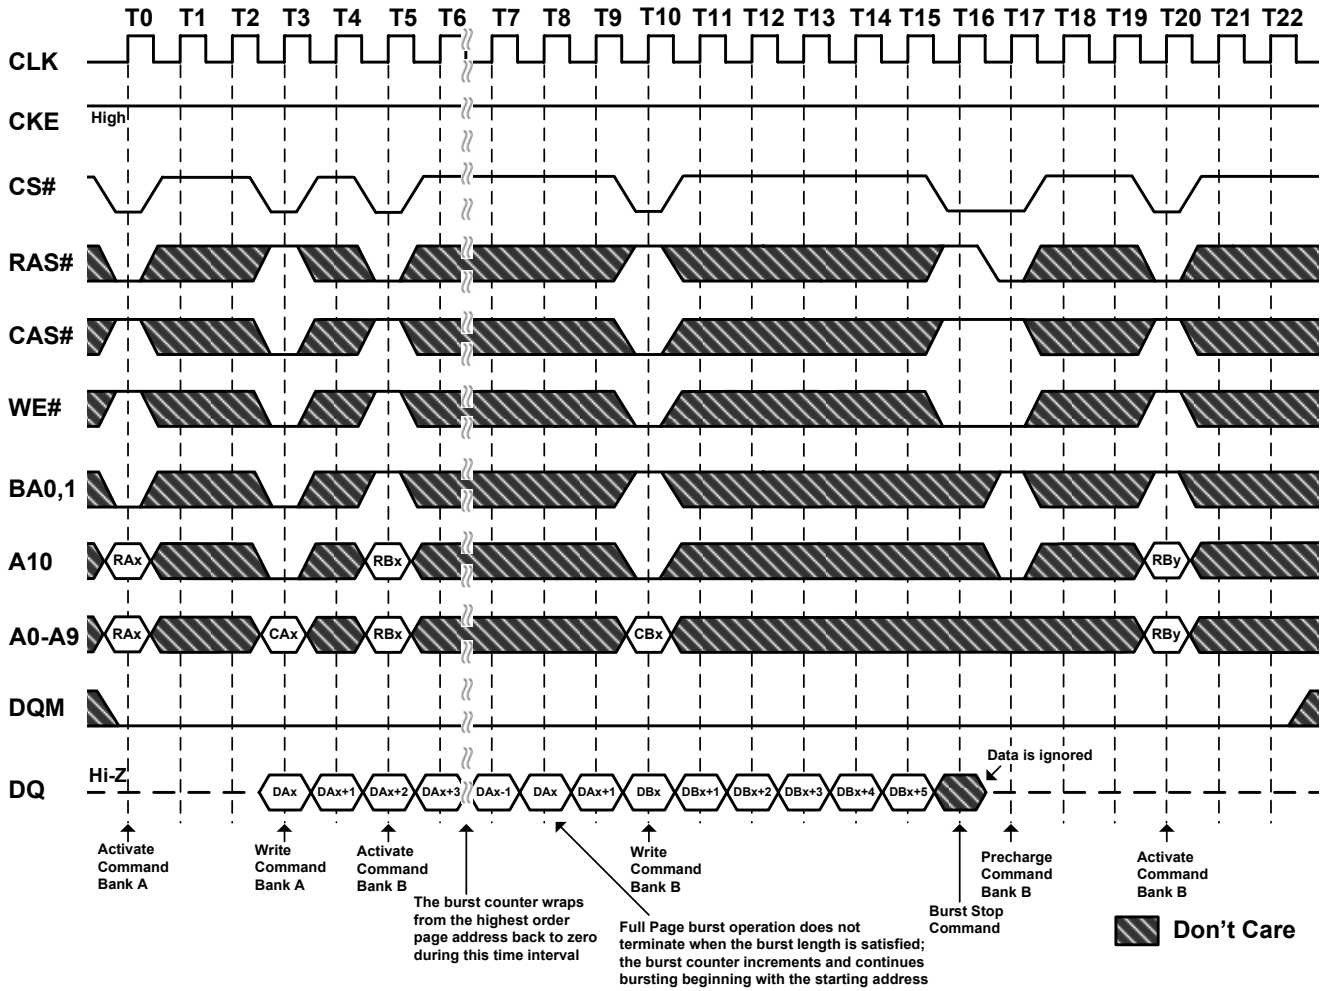 T0 T1 T2 T3 T4 T5 T6 T7 T8 T9 T10 T11 T12 T13 T14 T15 T16 T17 T18 T19 T20 T21 T22
CLK
CKE High
CS#
RAS#
CAS#
WE#
BA0,1
A10 RAx RBx RBy
A0-A9 RAx CAx RBx CBx RBy
DQM
Data is ignored
DQ Hi-Z DAx DAx+1 DAx+2 DAx+3 DAx-1 DAx DAx+1 DBx DBx+1 DBx+2 DBx+3 DBx+4 DBx+5
Activate
Command
Bank A
Write
Command
Bank A
Activate
Command
Bank B
The burst counter wraps
from the highest order
page address back to zero
during this time interval
Write
Command
Bank B
Full Page burst operation does not
terminate when the burst length is satisfied;
the burst counter increments and continues
bursting beginning with the starting address
Burst Stop
Command
Precharge
Command
Bank B
Activate
Command
Bank B
Don't Care